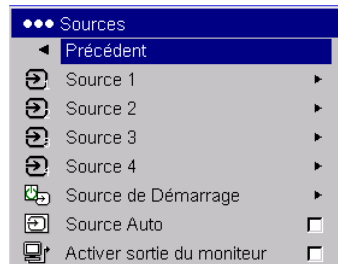 Sources
Précédent
Source 1
Source 2
Source 3
Source 4
Source de Démarrage
Source Auto
Activer sortie du moniteur